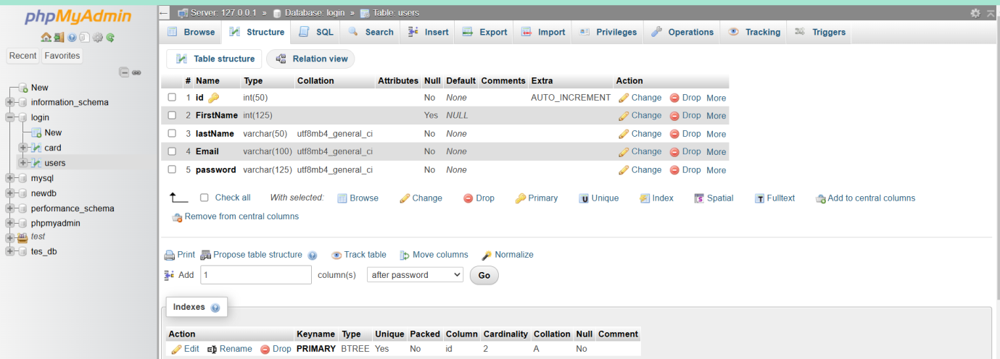 phpMyAdmin
Recent Favorites
New
information_schema
login
New
card
users
mysql
newdb
performance_schema
phpmyadmin
test
tes_db
Server: 127.0.0.1 » Database: login » Table: users
Browse Structure SQL Search Insert Export Import Privileges Operations Tracking Triggers
Table structure Relation view
# Name Type Collation Attributes Null Default Comments Extra Action
1 id int(50) No None AUTO_INCREMENT Change Drop More
2 FirstName int(125) Yes NULL Change Drop More
3 lastName varchar(50) utf8mb4_general_ci No None Change Drop More
4 Email varchar(100) utf8mb4_general_ci No None Change Drop More
5 password varchar(125) utf8mb4_general_ci No None Change Drop More
Check all With selected: Browse Change Drop Primary Unique Index Spatial Fulltext Add to central columns
Remove from central columns
Print Propose table structure Track table Move columns Normalize
Add 1 column(s) after password Go
Indexes
Action Keyname Type Unique Packed Column Cardinality Collation Null Comment
Edit Rename Drop PRIMARY BTREE Yes No id 2 A No